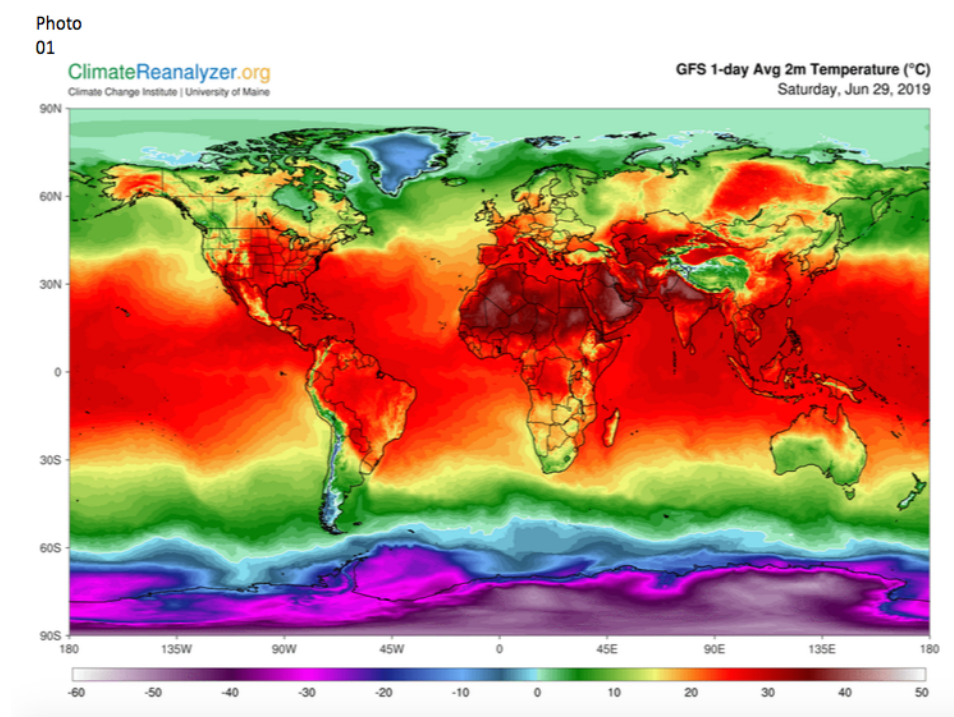 Photo
01
ClimateReanalyzer.org
Climate Change Institute | University of Maine
GFS 1-day Avg 2m Temperature (°C)
Saturday, Jun 29, 2019
90N
60N
30N
0
30S
60S
90S
180 135W 90W 45W 0 45E 90E 135E 180
-60 -50 -40 -30 -20 -10 0 10 20 30 40 50